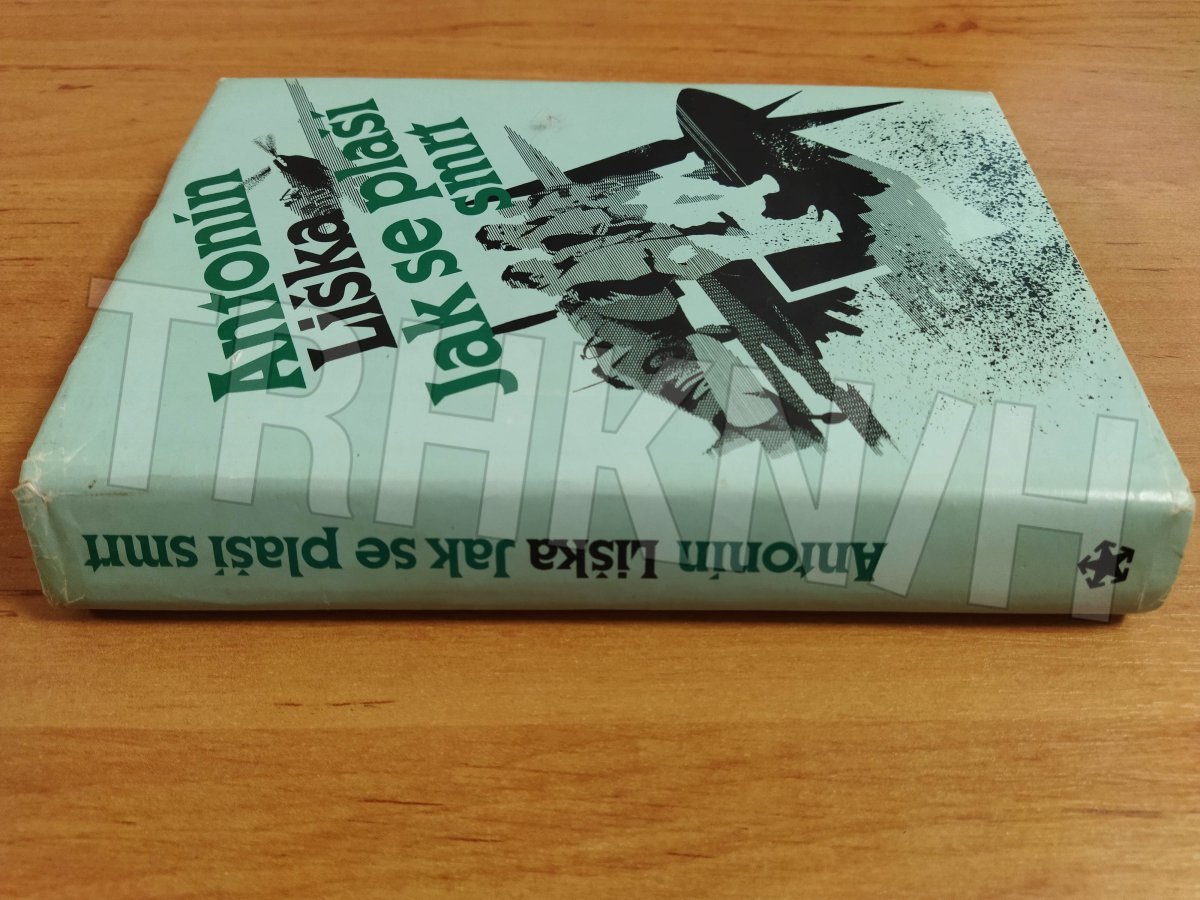 Antonín
Liška
Jak se plaší
smrt
Antonín Liška Jak se plaší smrt
TRHKNIH